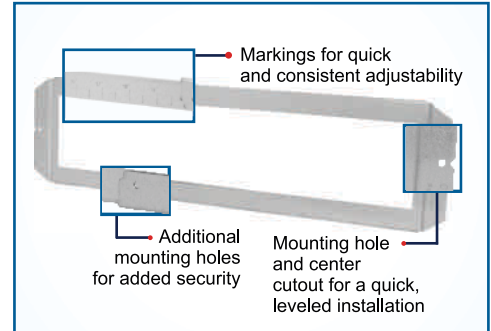 Markings for quick
and consistent adjustability
Additional
mounting holes
for added security
Mounting hole
and center
cutout for a quick,
leveled installation